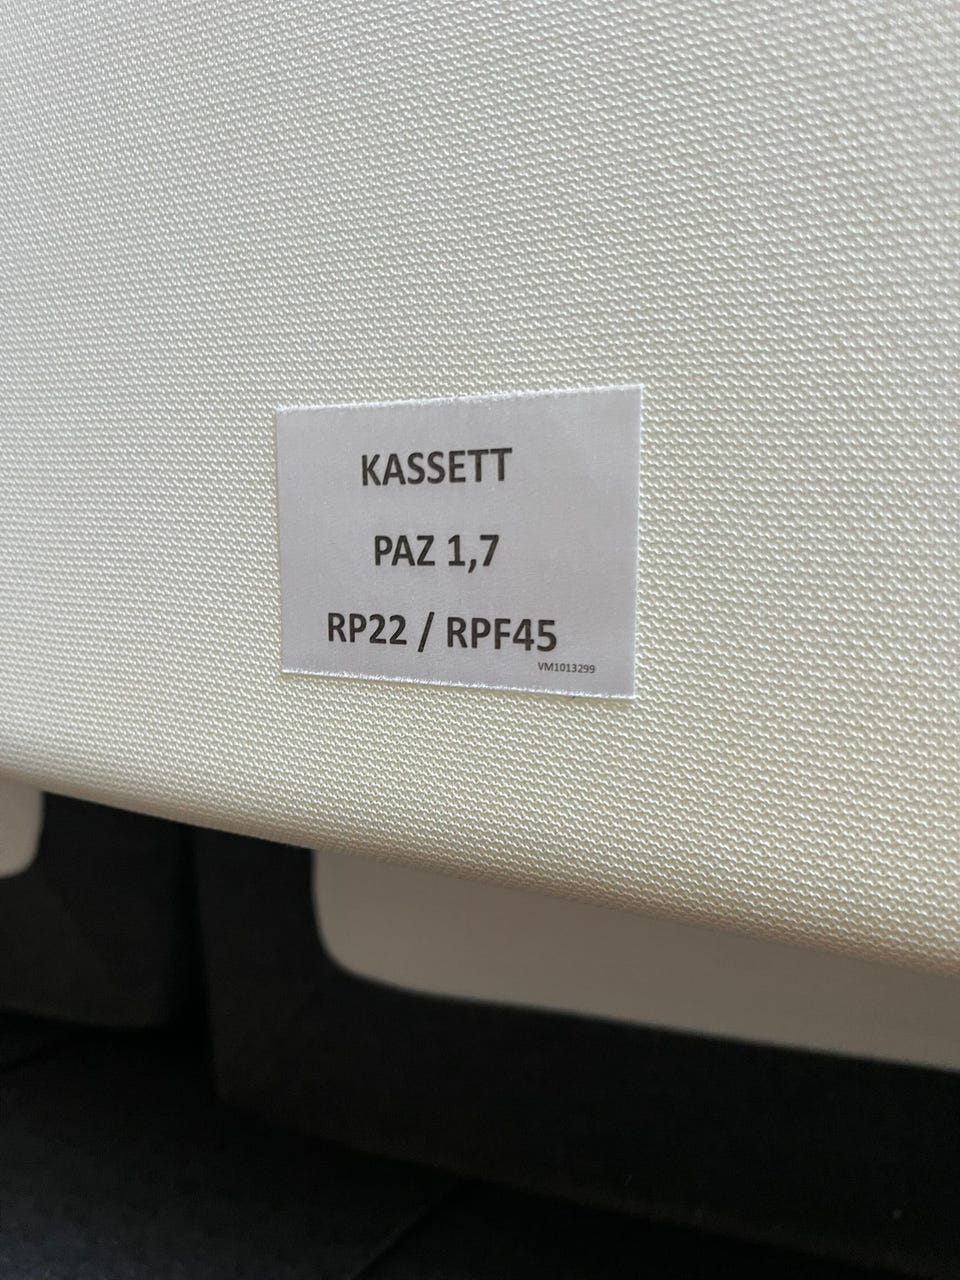 KASSETT
PAZ 1,7
RP22 / RPF45
VM1013299